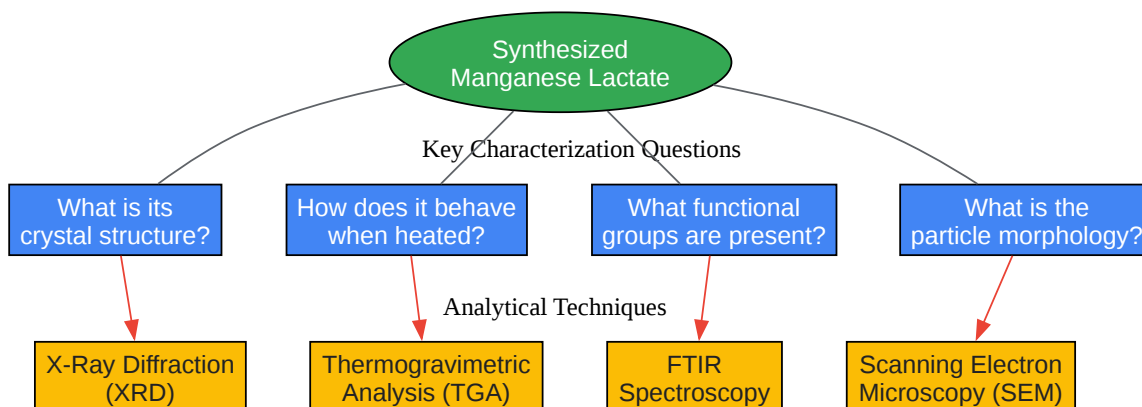 Synthesized
Manganese Lactate
Key Characterization Questions
What is its
crystal structure?
How does it behave
when heated?
What functional
groups are present?
What is the
particle morphology?
Analytical Techniques
X-Ray Diffraction
(XRD)
Thermogravimetric
Analysis (TGA)
FTIR
Spectroscopy
Scanning Electron
Microscopy (SEM)